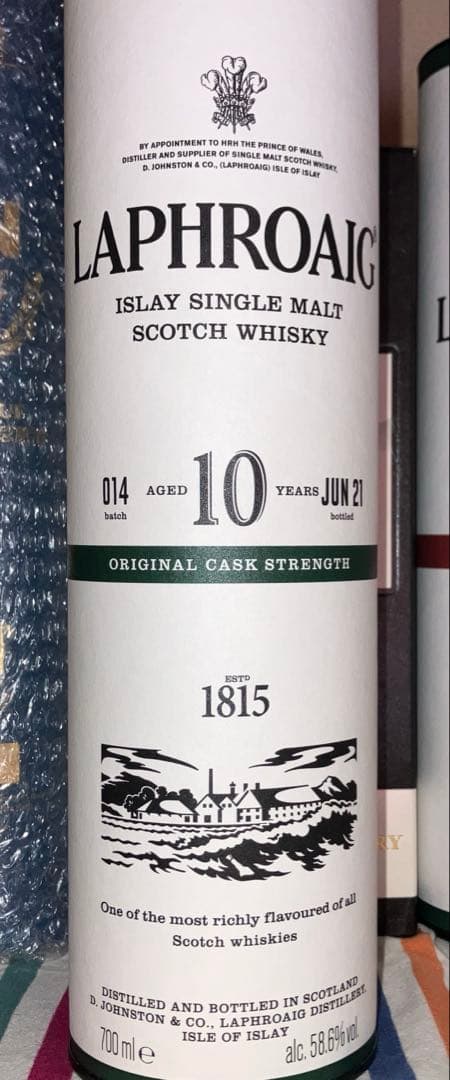 BY APPOINTMENT TO HRH THE PRINCE OF WALES,
DISTILLER AND SUPPLIER OF SINGLE MALT SCOTCH WHISKY,
D. JOHNSTON & CO., (LAPHROAIG) ISLE OF ISLAY
LAPHROAIG®
ISLAY SINGLE MALT
SCOTCH WHISKY
014 AGED 10 YEARS JUN 21
batch bottled
ORIGINAL CASK STRENGTH
ESTD
1815
One of the most richly flavoured of all
Scotch whiskies
DISTILLED AND BOTTLED IN SCOTLAND
D. JOHNSTON & CO., LAPHROAIG DISTILLERY,
ISLE OF ISLAY
700 ml e alc. 58.6% vol.
L
RY